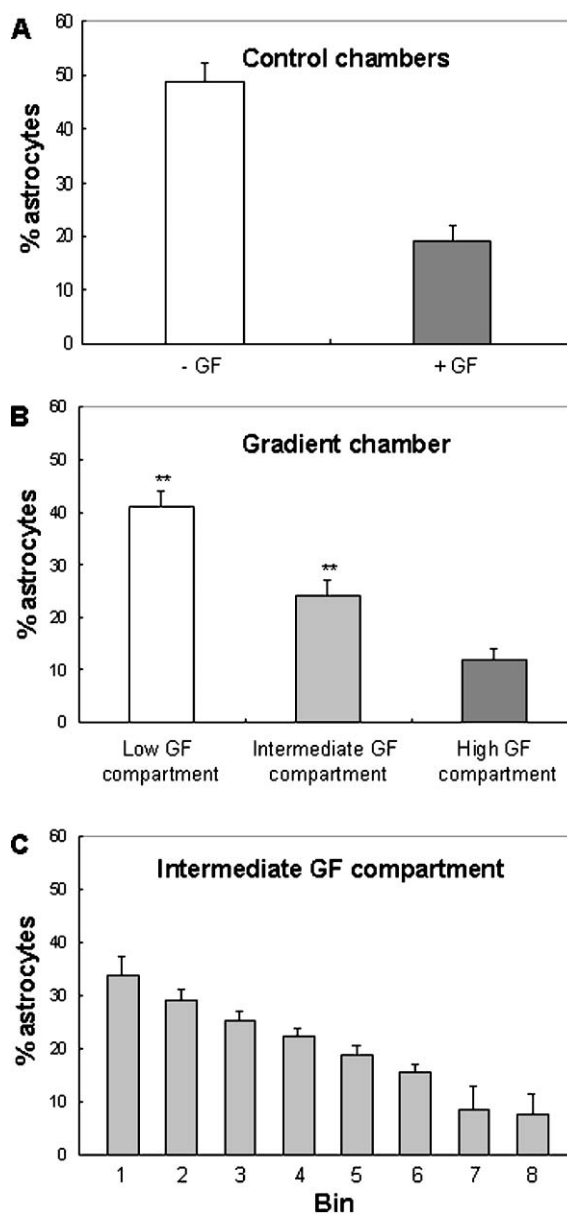 A
Control chambers
% astrocytes
60
50
40
30
20
10
0
- GF
+ GF
B
Gradient chamber
% astrocytes
60
50
40
30
20
10
0
**
**
Low GF
compartment
Intermediate GF
compartment
High GF
compartment
C
Intermediate GF compartment
% astrocytes
60
50
40
30
20
10
0
1 2 3 4 5 6 7 8
Bin